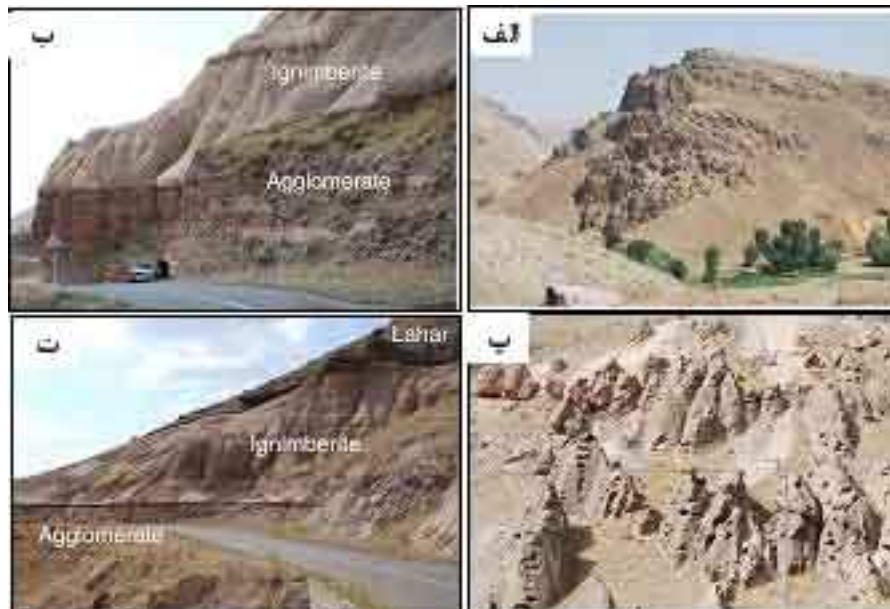 الف
ب
Ignimberite
Agglomerate
پ
ت
Lahar
Ignimberite
Agglomerate